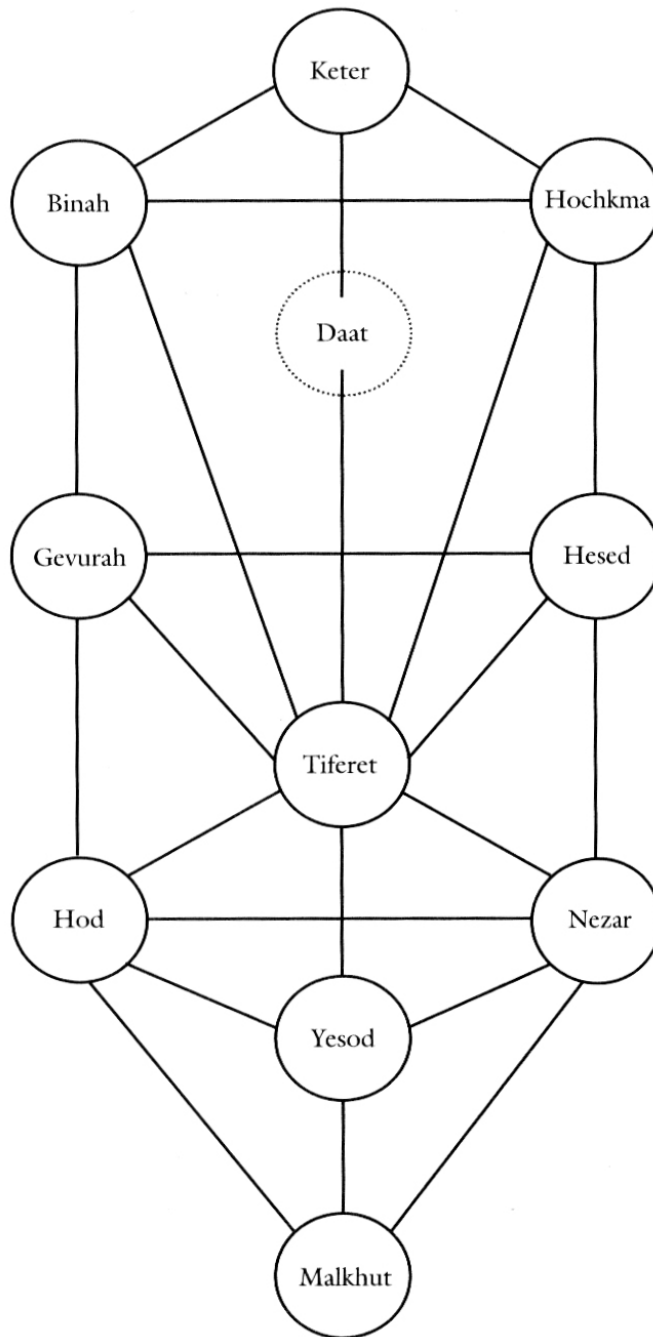 Keter
Binah
Hochkma
Daat
Gevurah
Hesed
Tiferet
Hod
Nezar
Yesod
Malkhut